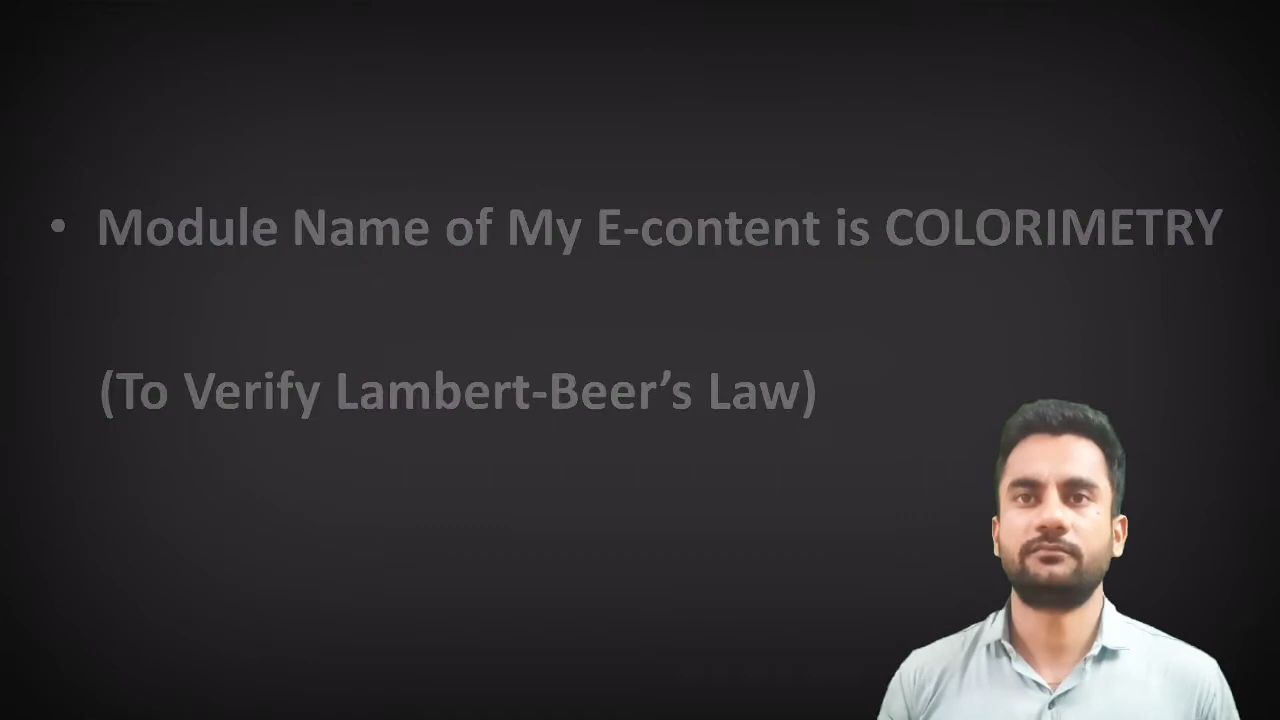 • Module Name of My E-content is COLORIMETRY
(To Verify Lambert-Beer’s Law)